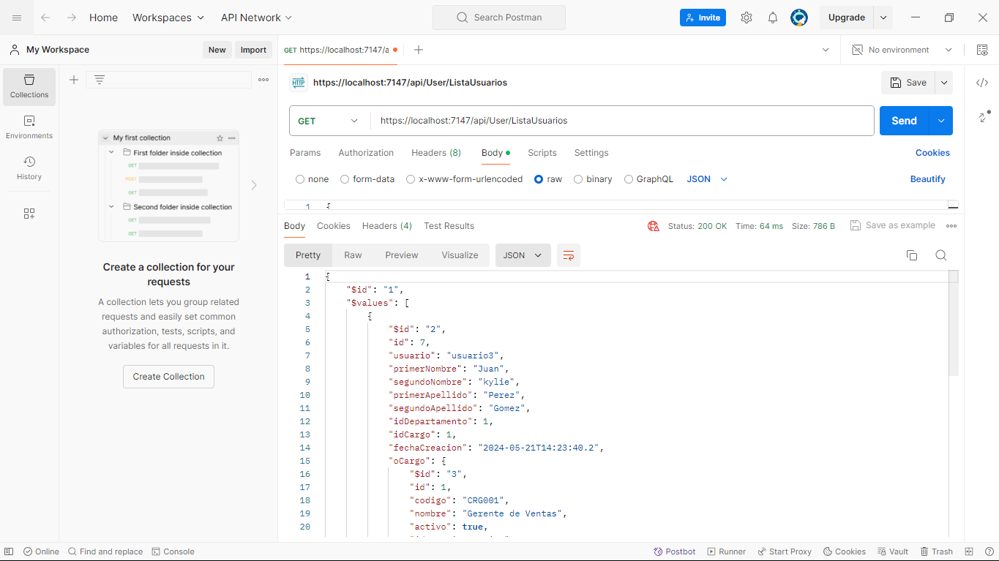 Home Workspaces API Network Search Postman Invite Upgrade
My Workspace New Import GET https://localhost:7147/a No environment
Collections
Environments
History
My first collection
First folder inside collection
GET
POST
GET
Second folder inside collection
GET
GET
Create a collection for your
requests
A collection lets you group related
requests and easily set common
authorization, tests, scripts, and
variables for all requests in it.
Create Collection
HTTP https://localhost:7147/api/User/ListaUsuarios Save
GET https://localhost:7147/api/User/ListaUsuarios Send
Params Authorization Headers (8) Body Scripts Settings Cookies
none form-data x-www-form-urlencoded raw binary GraphQL JSON Beautify
1 {
Body Cookies Headers (4) Test Results Status: 200 OK Time: 64 ms Size: 786 B Save as example
Pretty Raw Preview Visualize JSON
1 {
2 "$id": "1",
3 "$values": [
4 {
5 "$id": "2",
6 "id": 7,
7 "usuario": "usuario3",
8 "primerNombre": "Juan",
9 "segundoNombre": "kylie",
10 "primerApellido": "Perez",
11 "segundoApellido": "Gomez",
12 "idDepartamento": 1,
13 "idCargo": 1,
14 "fechaCreacion": "2024-05-21T14:23:40.2",
15 "oCargo": {
16 "$id": "3",
17 "id": 1,
18 "codigo": "CRG001",
19 "nombre": "Gerente de Ventas",
20 "activo": true,
Online Find and replace Console Postbot Runner Start Proxy Cookies Vault Trash